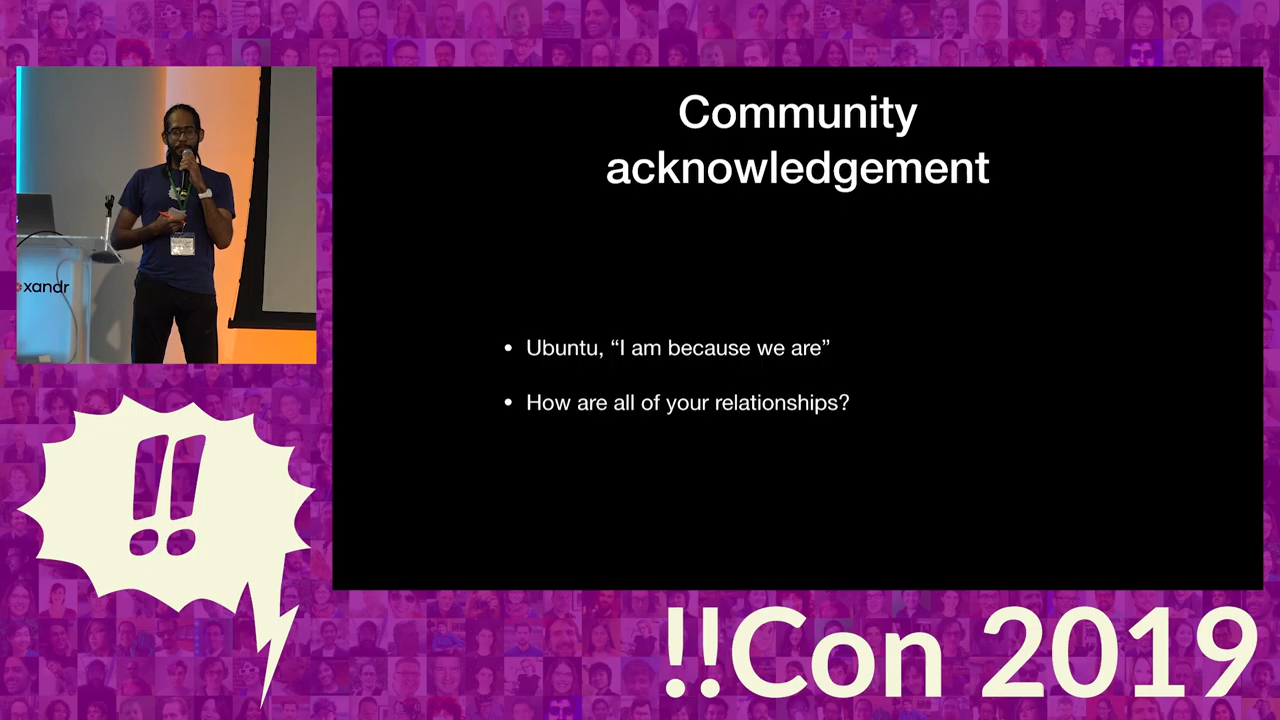 Community
acknowledgement
xandr
• Ubuntu, “I am because we are”
• How are all of your relationships?
!!
!!Con 2019